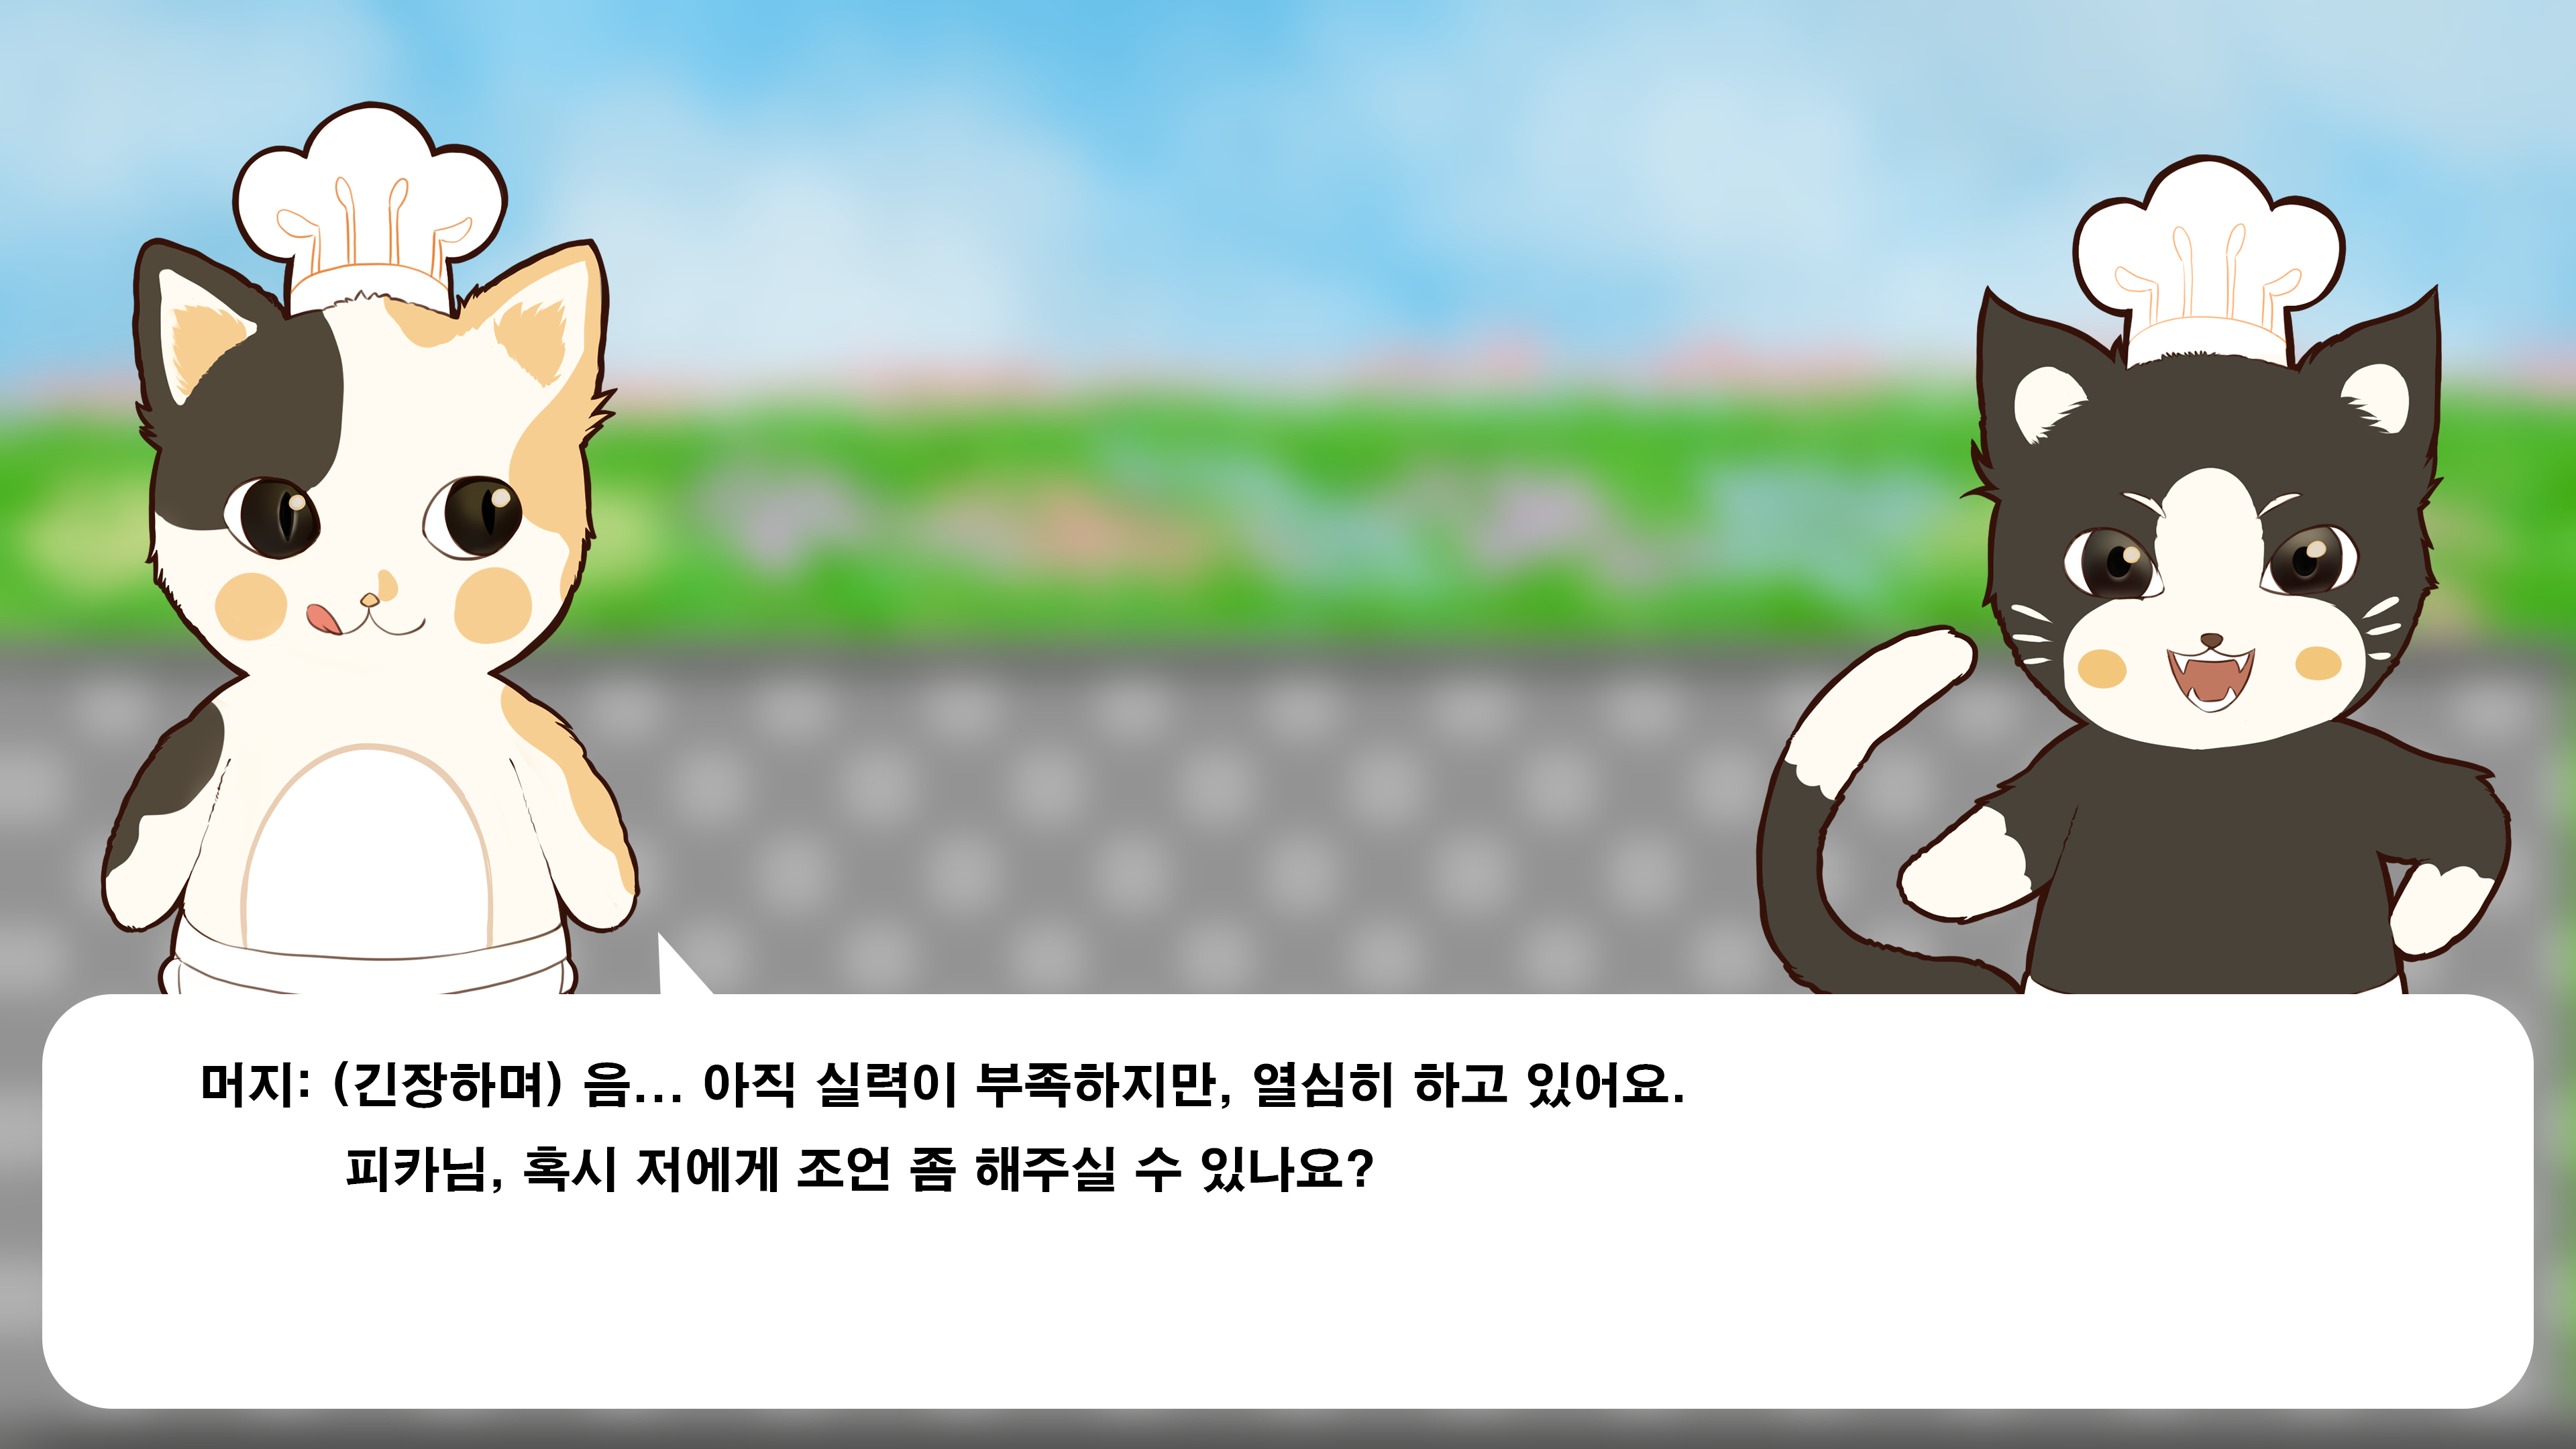 머지: (긴장하며) 음... 아직 실력이 부족하지만, 열심히 하고 있어요.
피카님, 혹시 저에게 조언 좀 해주실 수 있나요?